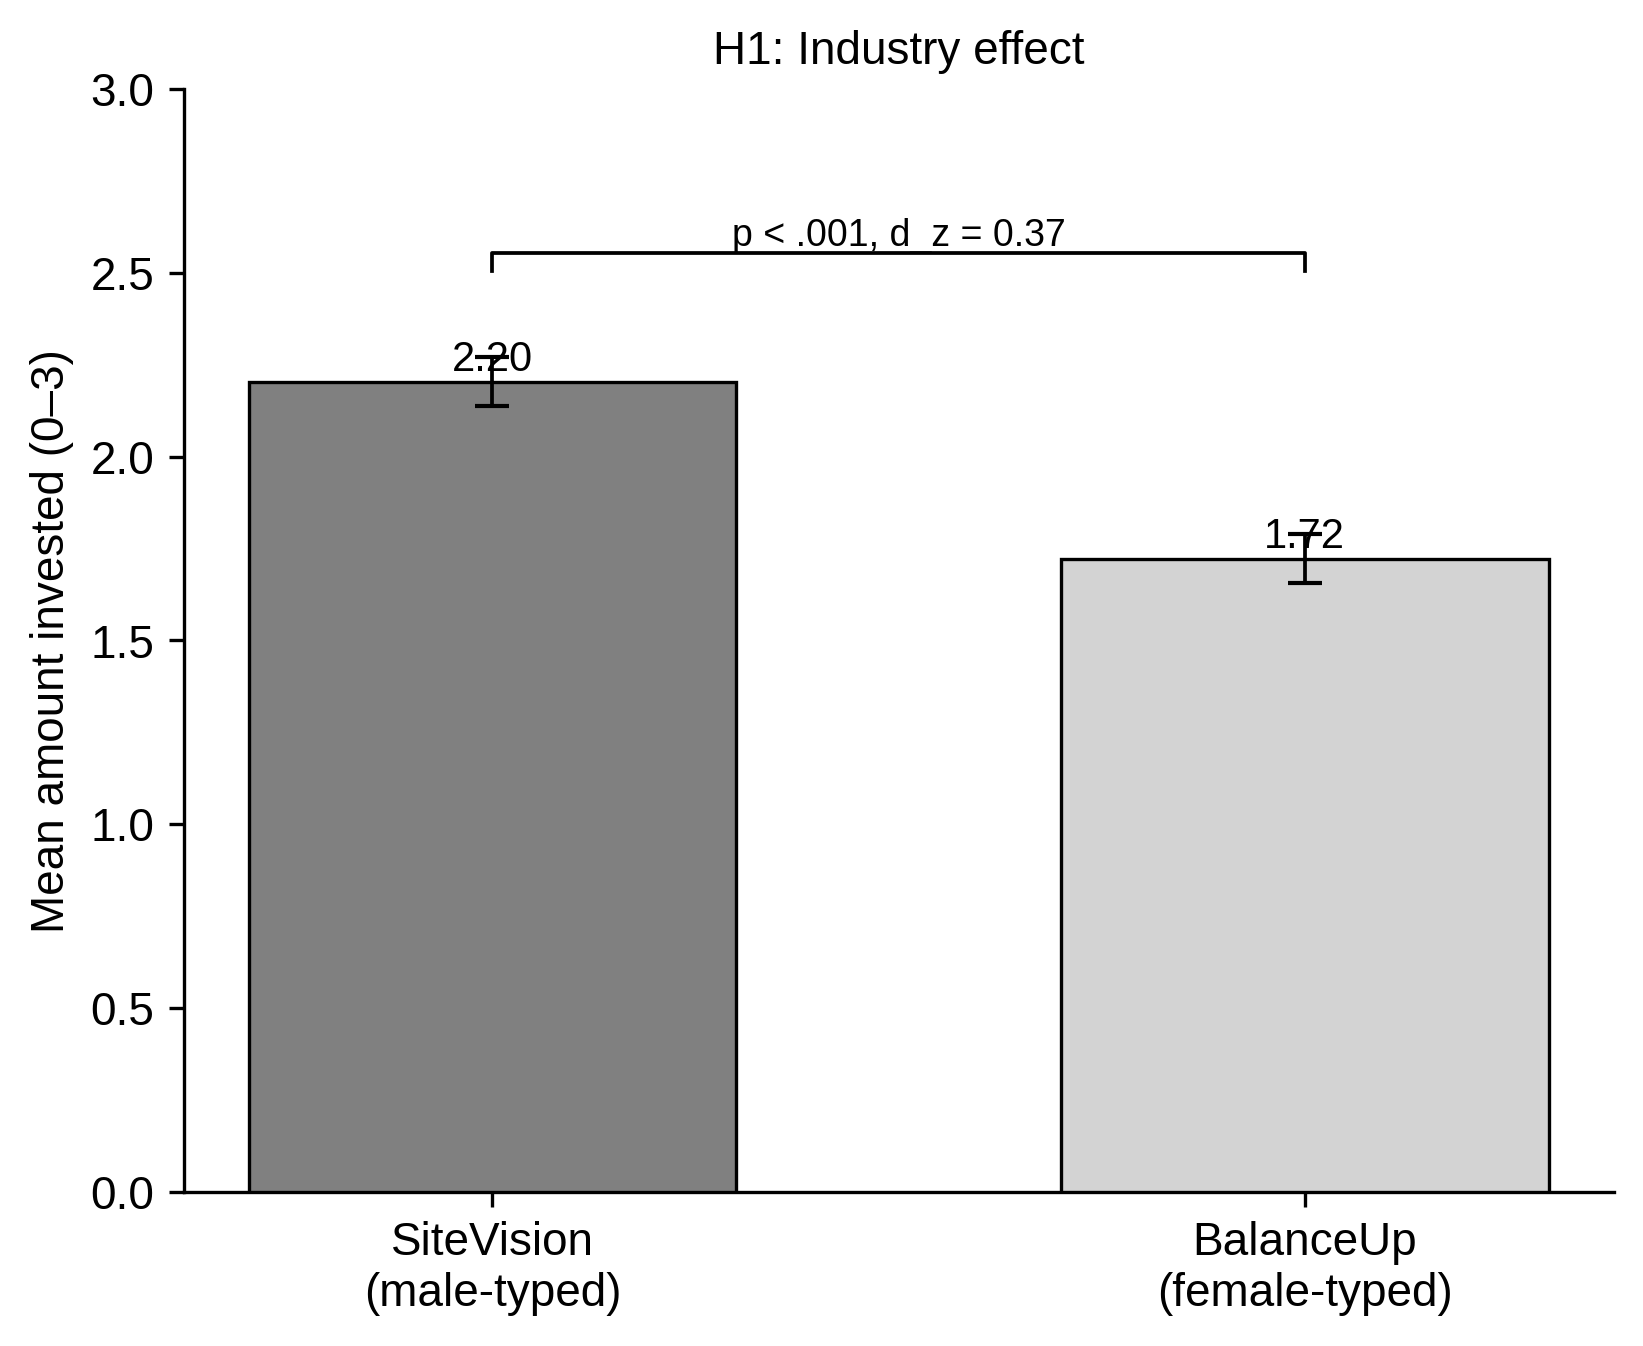 H1: Industry effect
3.0
p < .001, d  z = 0.37
2.5
2.20
2.0
1.72
1.5
1.0
0.5
0.0
Mean amount invested (0–3)
SiteVision
(male-typed)
BalanceUp
(female-typed)